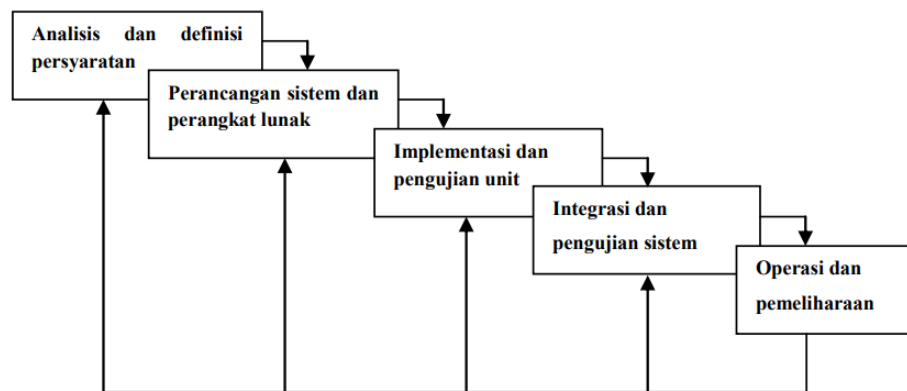 Analisis dan definisi
persyaratan
Perancangan sistem dan
perangkat lunak
Implementasi dan
pengujian unit
Integrasi dan
pengujian sistem
Operasi dan
pemeliharaan